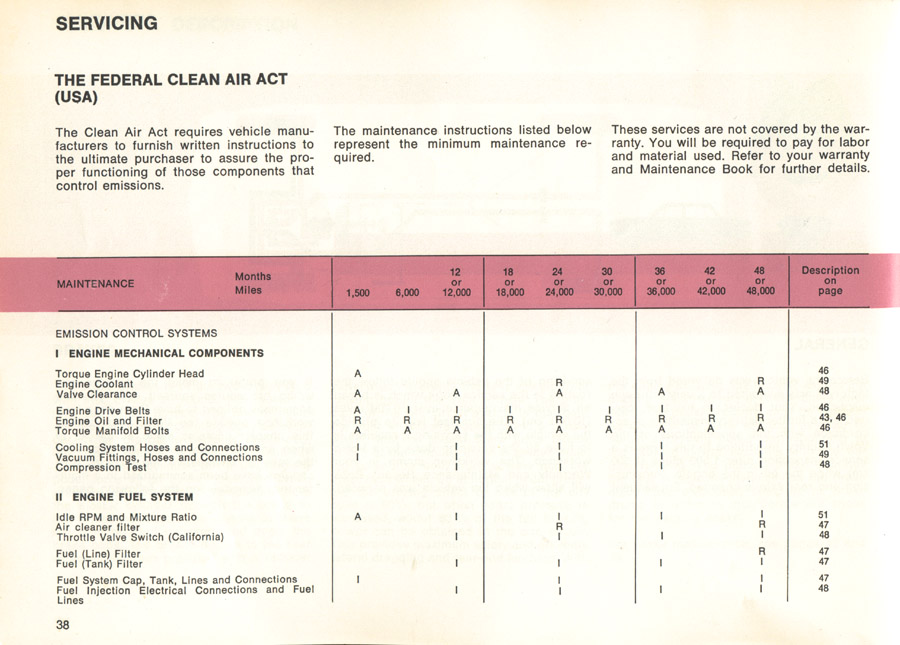 SERVICING
THE FEDERAL CLEAN AIR ACT
(USA)
The Clean Air Act requires vehicle manu-
facturers to furnish written instructions to
the ultimate purchaser to assure the pro-
per functioning of those components that
control emissions.
The maintenance instructions listed below
represent the minimum maintenance re-
quired.
These services are not covered by the war-
ranty. You will be required to pay for labor
and material used. Refer to your warranty
and Maintenance Book for further details.
MAINTENANCE Months 12 18 24 30 36 42 48 Description
or or or or or or or on
Miles 1,500 6,000 12,000 18,000 24,000 30,000 36,000 42,000 48,000 page
EMISSION CONTROL SYSTEMS
I ENGINE MECHANICAL COMPONENTS
Torque Engine Cylinder Head A 46
Engine Coolant R R 49
Valve Clearance A A A A A 48
Engine Drive Belts A I I I I I I I I 46
Engine Oil and Filter R R R R R R R R R 43, 46
Torque Manifold Bolts A A A A A A A A A 46
Cooling System Hoses and Connections I I I I I 51
Vacuum Fittings, Hoses and Connections I I I I I 49
Compression Test I I I I 48
II ENGINE FUEL SYSTEM
Idle RPM and Mixture Ratio A I I I I 51
Air cleaner filter R R 47
Throttle Valve Switch (California) I I I I 48
Fuel (Line) Filter R 47
Fuel (Tank) Filter I I I I 47
Fuel System Cap, Tank, Lines and Connections I I I 47
Fuel Injection Electrical Connections and Fuel I I I I 48
Lines
38